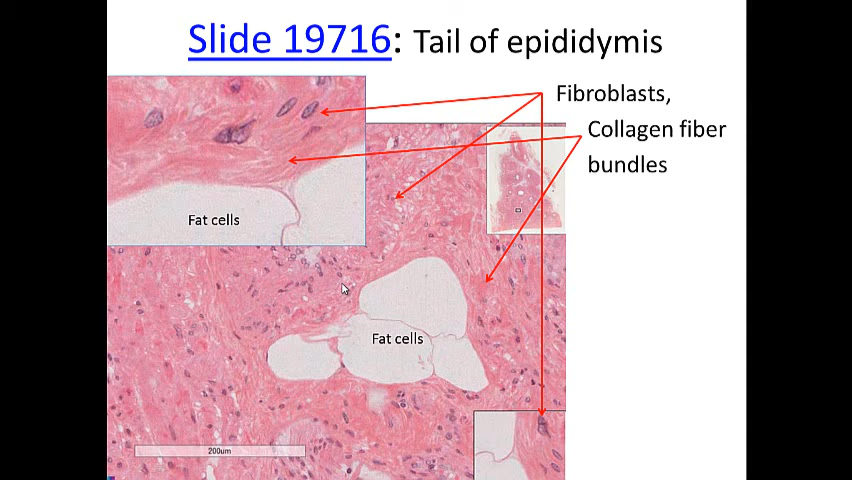 Slide 19716: Tail of epididymis
Fibroblasts,
Collagen fiber
bundles
Fat cells
Fat cells
200um